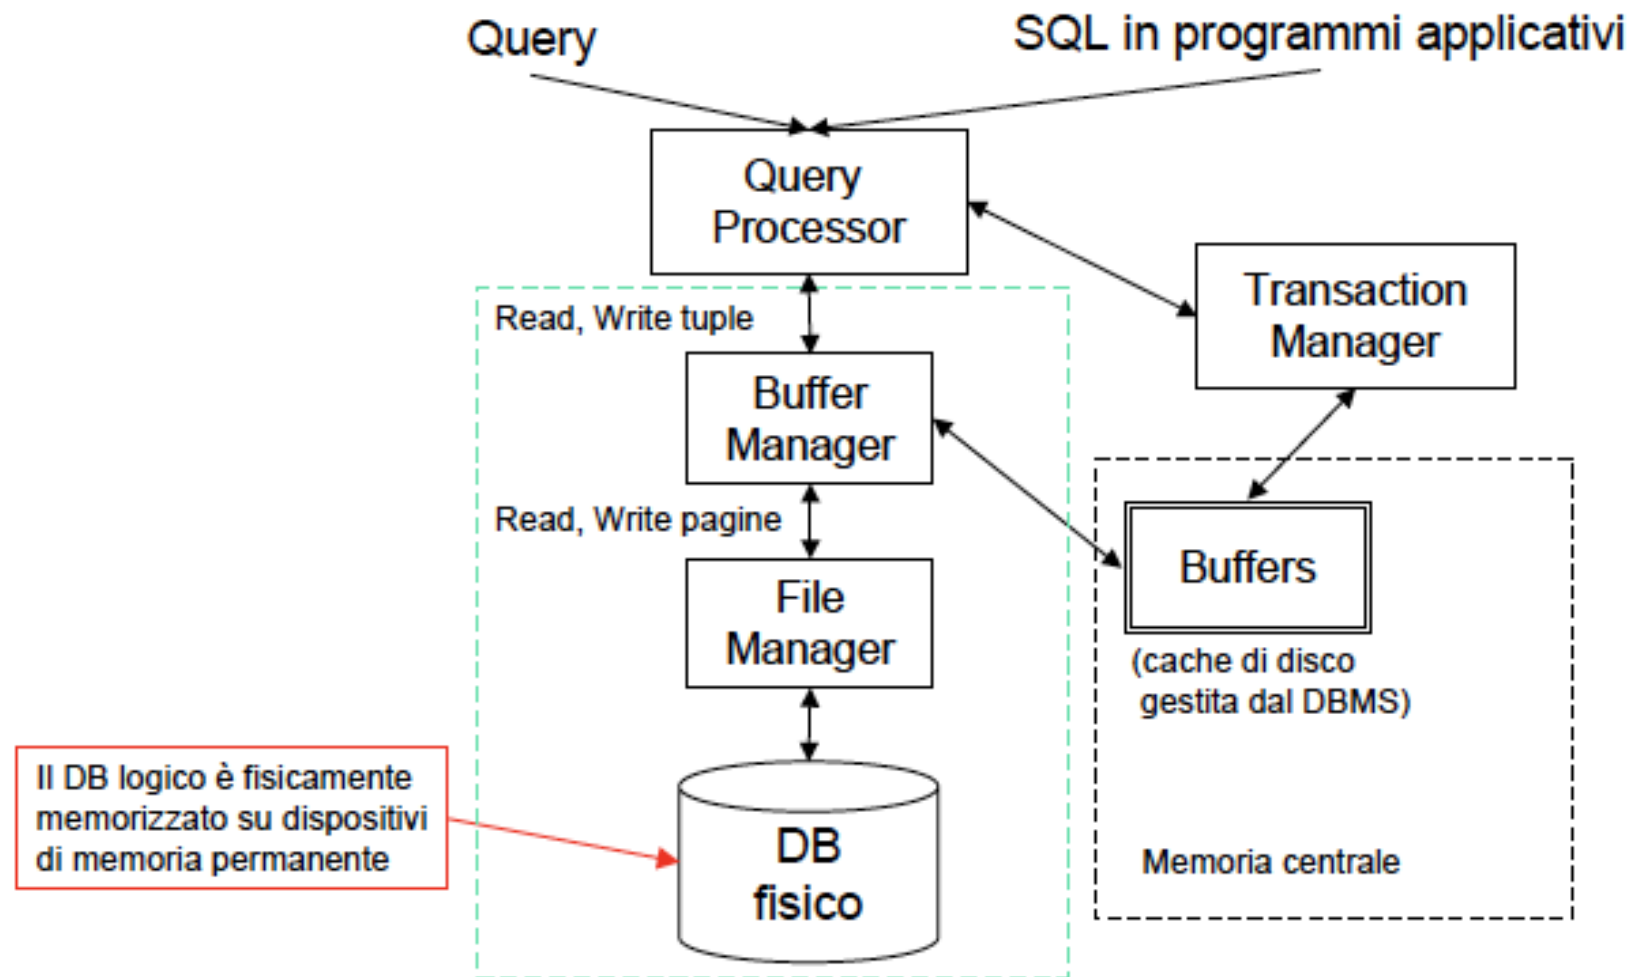 Query
SQL in programmi applicativi
Query
Processor
Transaction
Manager
Read, Write tuple
Buffer
Manager
Read, Write pagine
Buffers
File
Manager
(cache di disco
gestita dal DBMS)
Il DB logico è fisicamente
memorizzato su dispositivi
di memoria permanente
DB
fisico
Memoria centrale